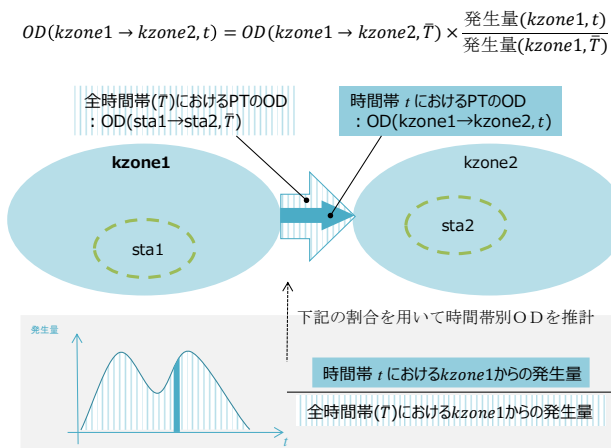 OD(kzone1 → kzone2, t) = OD(kzone1 → kzone2, T̄) × 発生量(kzone1, t) / 発生量(kzone1, T̄)
全時間帯(T)におけるPTのOD
：OD(sta1→sta2, T̄)
時間帯 t におけるPTのOD
：OD(kzone1→kzone2, t)
kzone1
kzone2
sta1
sta2
下記の割合を用いて時間帯別ＯＤを推計
発生量
t
時間帯 t におけるkzone1からの発生量
全時間帯(T)におけるkzone1からの発生量